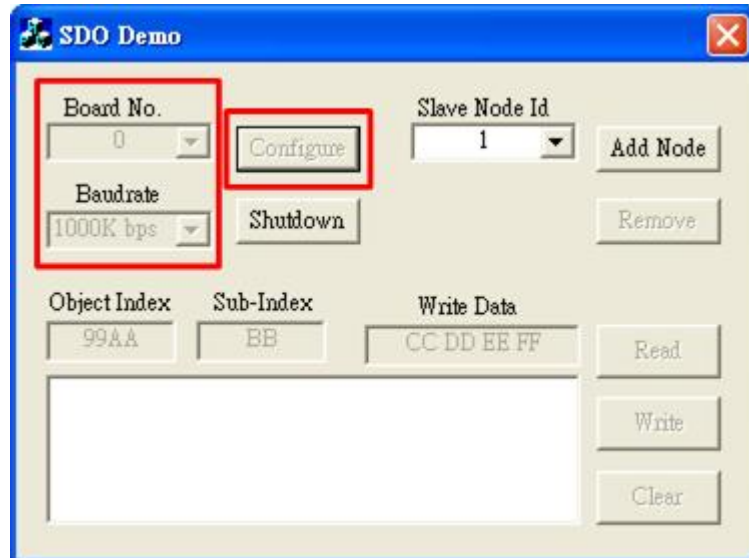 SDO Demo
Board No.
0
Configure
Slave Node Id
1
Add Node
Baudrate
1000K bps
Shutdown
Remove
Object Index
Sub-Index
Write Data
99AA
BB
CC DD EE FF
Read
Write
Clear